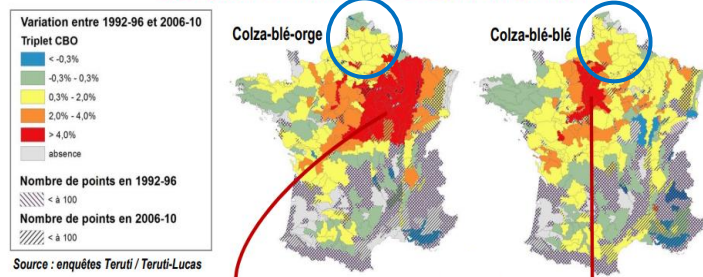 Variation entre 1992-96 et 2006-10
Triplet CBO
< -0,3%
-0,3% - 0,3%
0,3% - 2,0%
2,0% - 4,0%
> 4,0%
absence
Nombre de points en 1992-96
< à 100
Nombre de points en 2006-10
< à 100
Source : enquêtes Teruti / Teruti-Lucas
Colza-blé-orge
Colza-blé-blé